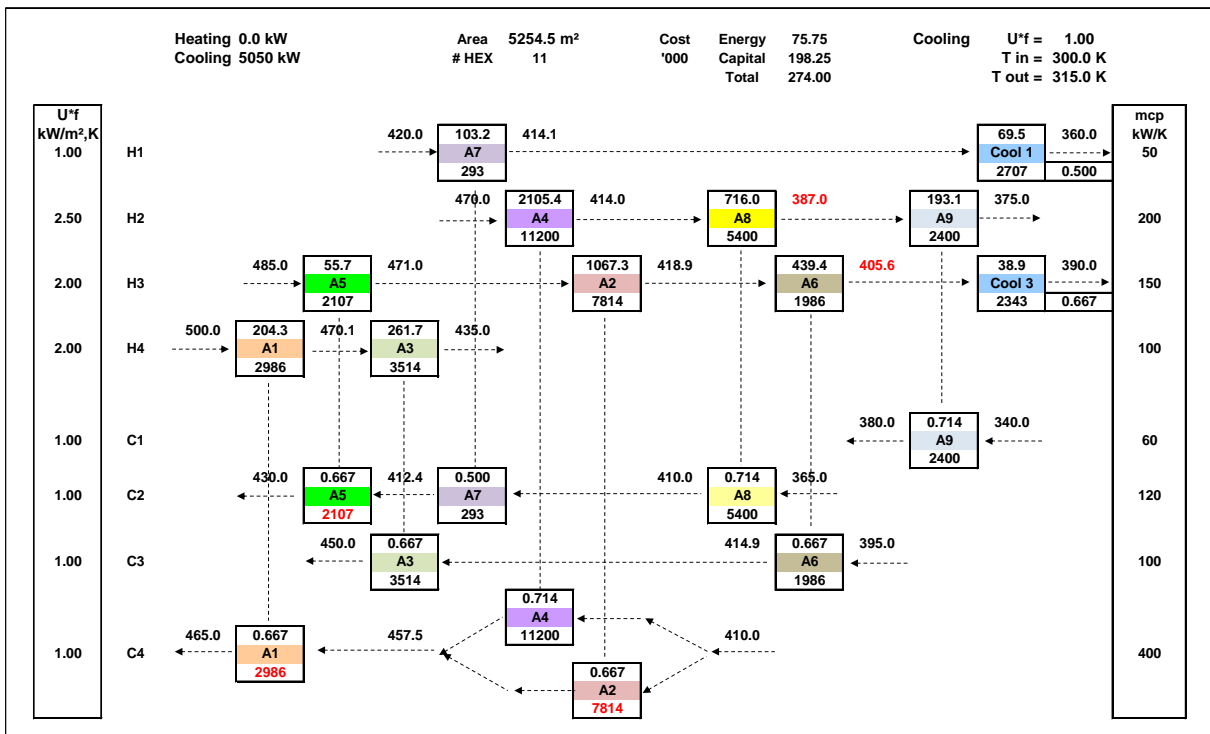 Heating 0.0 kW Area 5254.5 m² Cost Energy 75.75 Cooling U*f = 1.00
Cooling 5050 kW # HEX 11 '000 Capital 198.25 T in = 300.0 K
Total 274.00 T out = 315.0 K
U*f mcp
kW/m²,K 420.0 103.2 414.1 69.5 360.0 kW/K
1.00 H1 A7 Cool 1 50
293 2707 0.500
470.0 2105.4 414.0 716.0 387.0 193.1 375.0
2.50 H2 A4 A8 A9 200
11200 5400 2400
485.0 55.7 471.0 1067.3 418.9 439.4 405.6 38.9 390.0
2.00 H3 A5 A2 A6 Cool 3 150
2107 7814 1986 2343 0.667
500.0 204.3 470.1 261.7 435.0
2.00 H4 A1 A3 100
2986 3514
380.0 0.714 340.0
1.00 C1 A9 60
2400
430.0 0.667 412.4 0.500 410.0 0.714 365.0
1.00 C2 A5 A7 A8 120
2107 293 5400
450.0 0.667 414.9 0.667 395.0
1.00 C3 A3 A6 100
3514 1986
0.714
A4
465.0 0.667 457.5 11200 410.0
1.00 C4 A1 400
2986 0.667
A2
7814